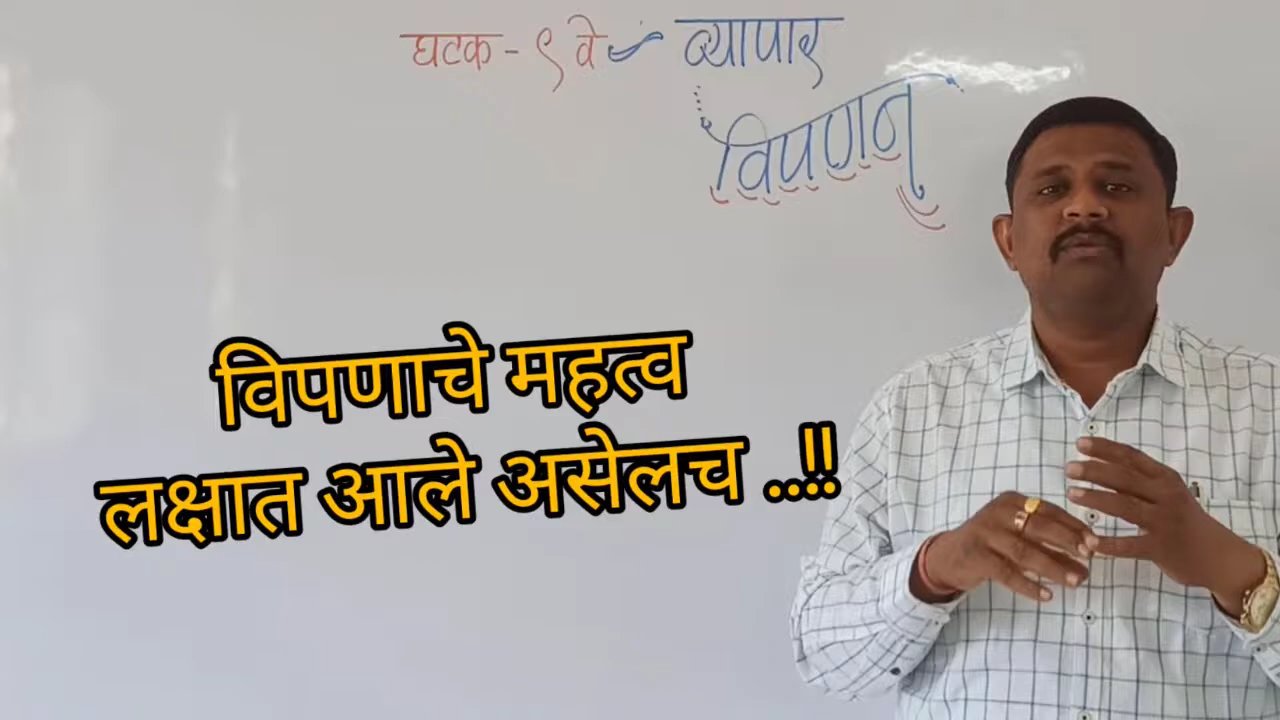 घटक - ९ वे व्यापार
विपणन
विपणाचे महत्व
लक्षात आले असेलच ..!!